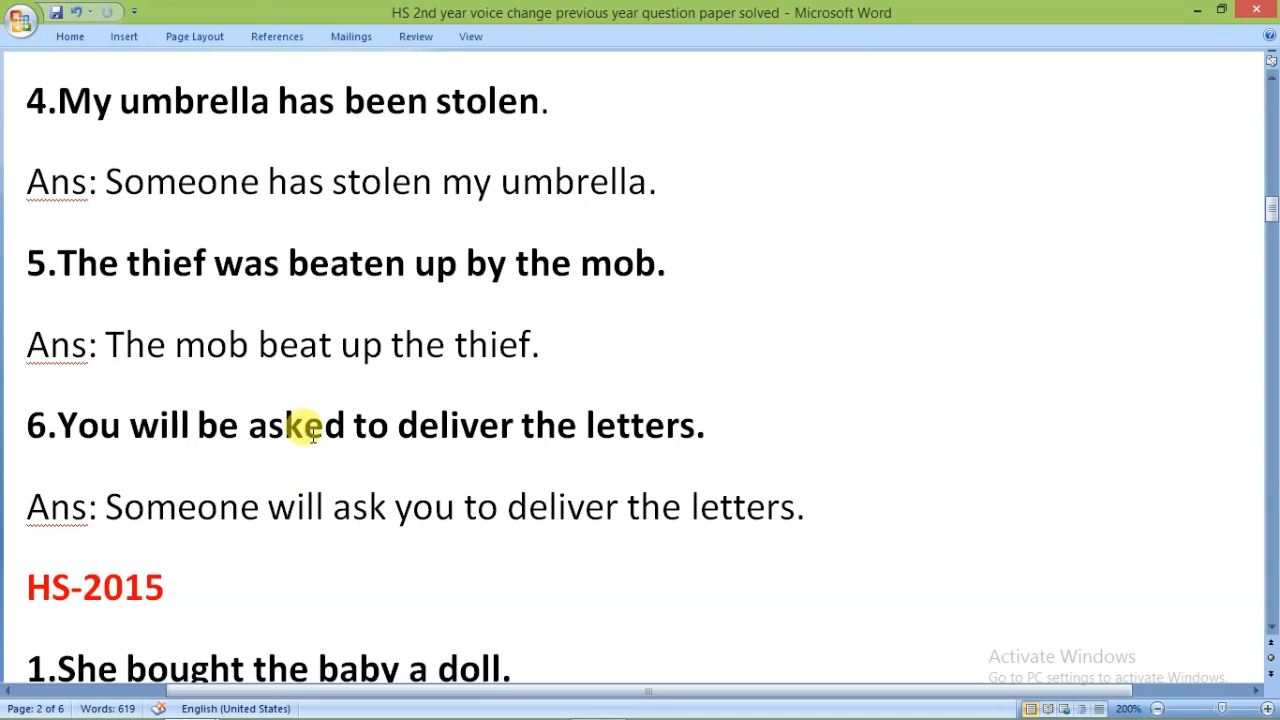 HS 2nd year voice change previous year question paper solved - Microsoft Word
Home Insert Page Layout References Mailings Review View
4.My umbrella has been stolen.
Ans: Someone has stolen my umbrella.
5.The thief was beaten up by the mob.
Ans: The mob beat up the thief.
6.You will be asked to deliver the letters.
Ans: Someone will ask you to deliver the letters.
HS-2015
1.She bought the baby a doll.
Activate Windows
Go to PC settings to activate Windows.
Page: 2 of 6 Words: 619 English (United States) 200%